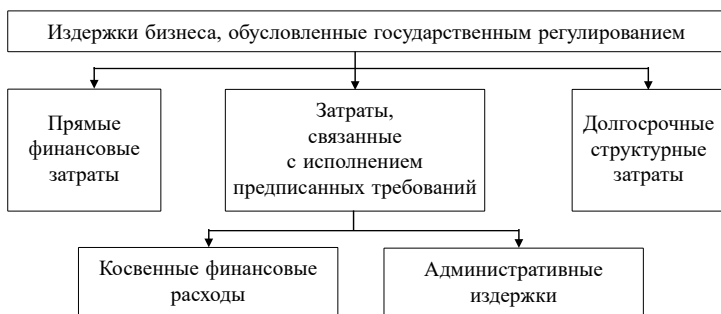 Издержки бизнеса, обусловленные государственным регулированием
Прямые
финансовые
затраты
Затраты,
связанные
с исполнением
предписанных требований
Долгосрочные
структурные
затраты
Косвенные финансовые
расходы
Административные
издержки